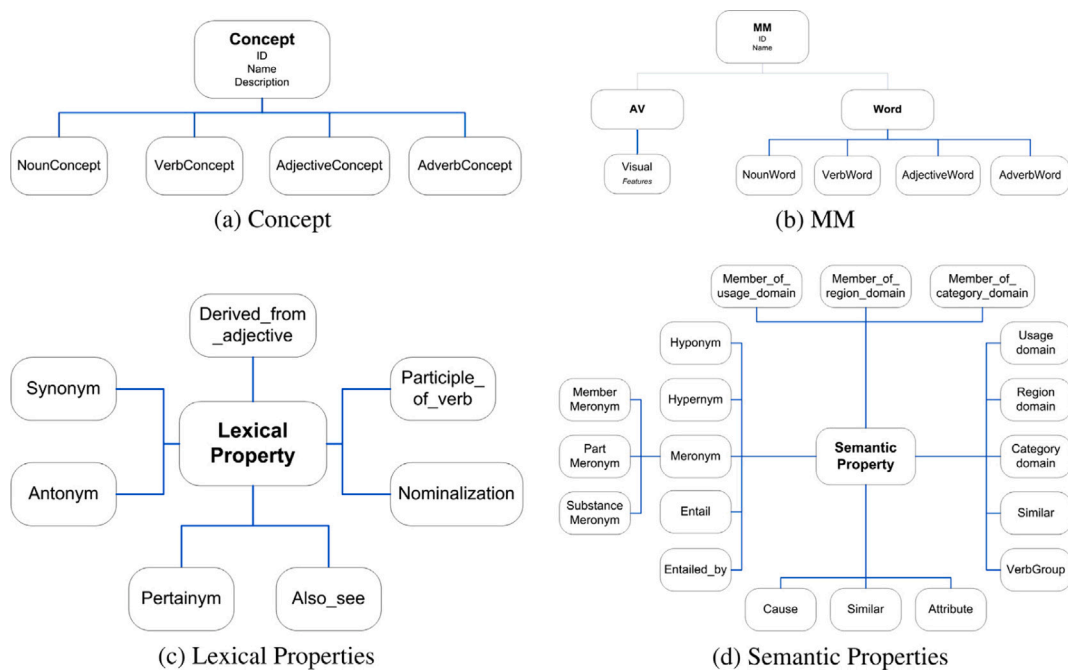 Concept
ID
Name
Description
NounConcept
VerbConcept
AdjectiveConcept
AdverbConcept
(a) Concept
MM
ID
Name
AV
Word
Visual
Features
NounWord
VerbWord
AdjectiveWord
AdverbWord
(b) MM
Derived_from
_adjective
Synonym
Participle_
of_verb
Lexical
Property
Antonym
Nominalization
Pertainym
Also_see
(c) Lexical Properties
Member_of_
usage_domain
Member_of_
region_domain
Member_of_
category_domain
Hyponym
Usage
domain
Member
Meronym
Hypernym
Region
domain
Part
Meronym
Meronym
Semantic
Property
Category
domain
Substance
Meronym
Entail
Similar
Entailed_by
VerbGroup
Cause
Similar
Attribute
(d) Semantic Properties